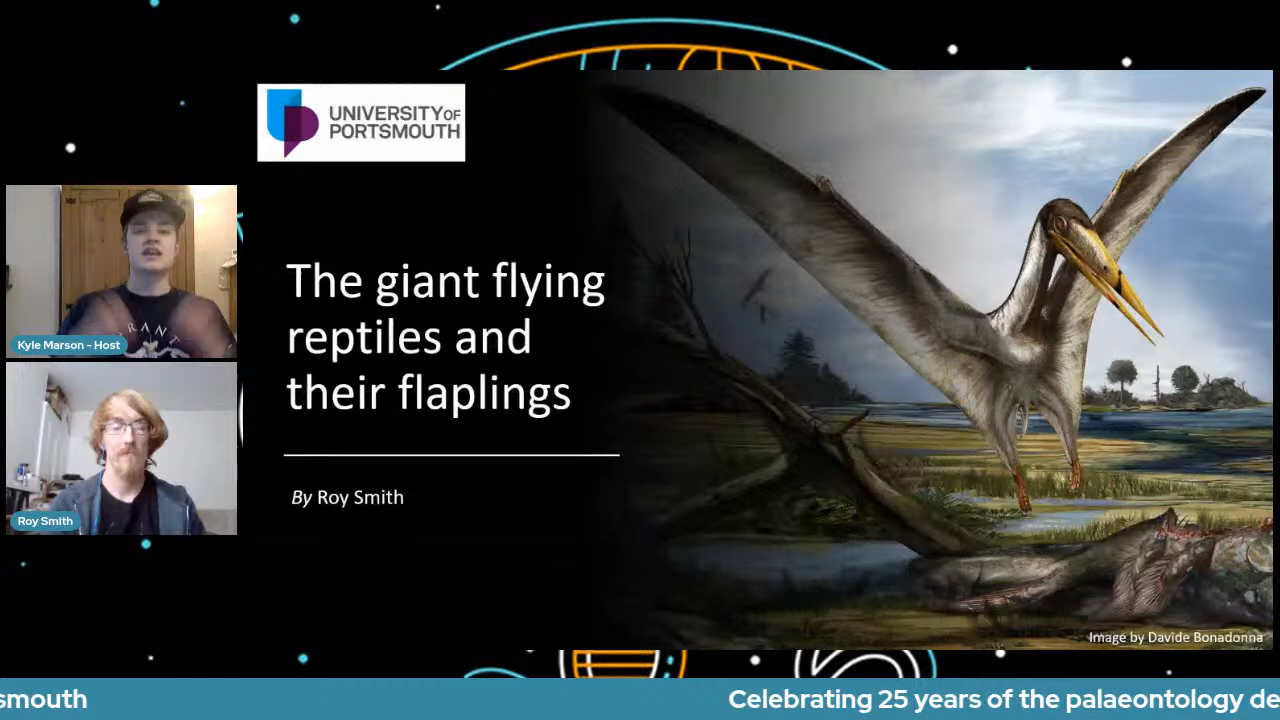 UNIVERSITY OF
PORTSMOUTH
Kyle Marson - Host
Roy Smith
The giant flying
reptiles and
their flaplings
By Roy Smith
Image by Davide Bonadonna
smouth
Celebrating 25 years of the palaeontology de